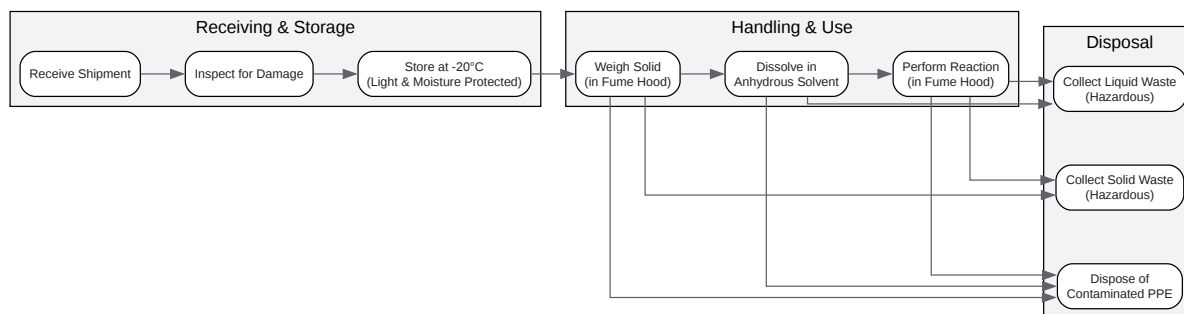 Receiving & Storage
Receive Shipment
Inspect for Damage
Store at -20°C
(Light & Moisture Protected)
Handling & Use
Weigh Solid
(in Fume Hood)
Dissolve in
Anhydrous Solvent
Perform Reaction
(in Fume Hood)
Disposal
Collect Liquid Waste
(Hazardous)
Collect Solid Waste
(Hazardous)
Dispose of
Contaminated PPE